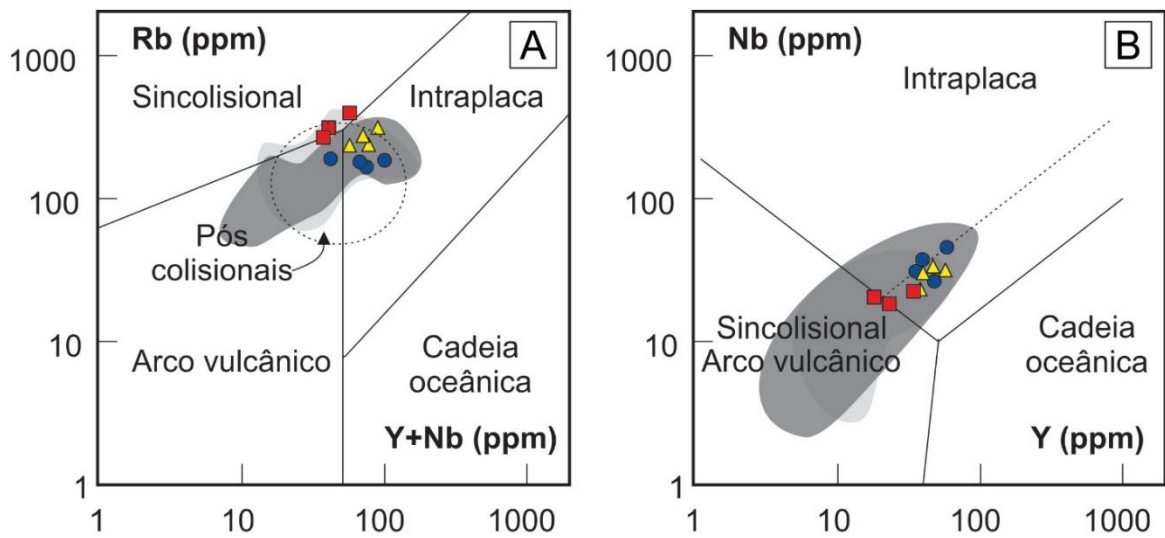 Rb (ppm)
A
1000
Sincolisional
Intraplaca
100
Pós
colisionais
10
Arco vulcânico
Cadeia
oceânica
Y+Nb (ppm)
1
1
10
100
1000
Nb (ppm)
B
1000
Intraplaca
100
Sincolisional
10
Arco vulcânico
Cadeia
oceânica
Y (ppm)
1
1
10
100
1000